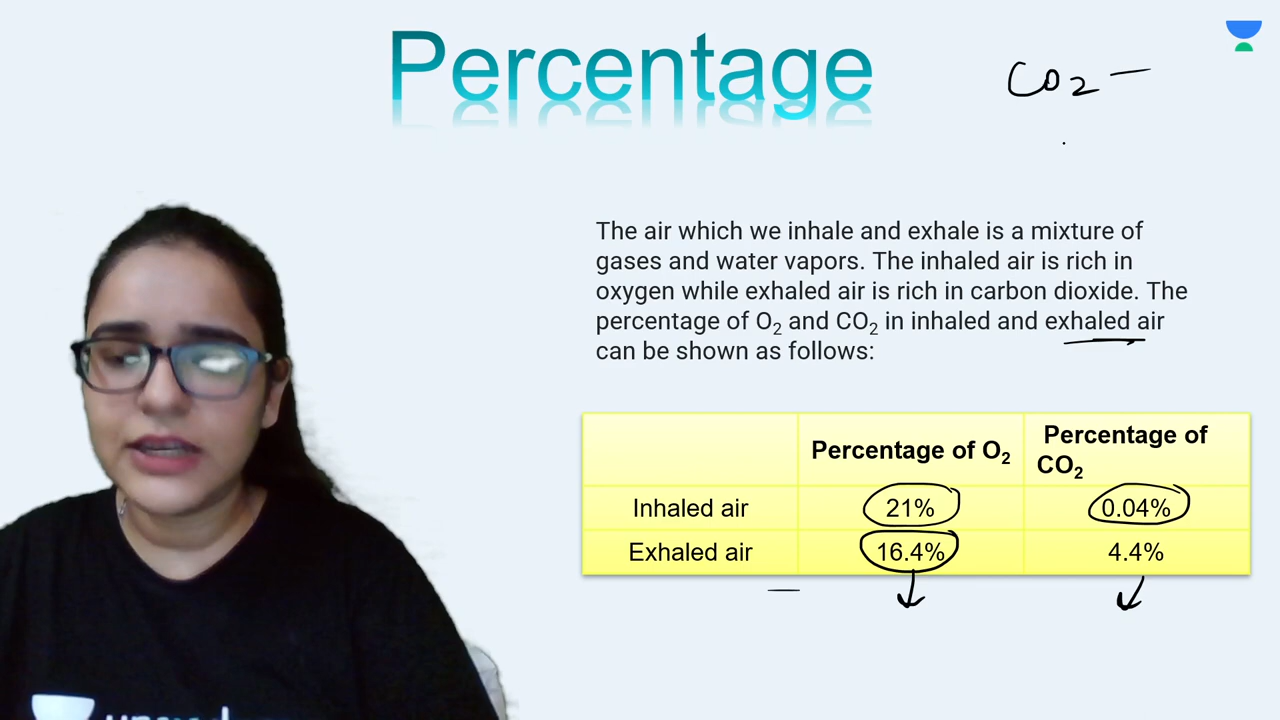 Percentage
CO2 —
The air which we inhale and exhale is a mixture of
gases and water vapors. The inhaled air is rich in
oxygen while exhaled air is rich in carbon dioxide. The
percentage of O2 and CO2 in inhaled and exhaled air
can be shown as follows:
Percentage of O2
Percentage of
CO2
Inhaled air 21% 0.04%
Exhaled air 16.4% 4.4%